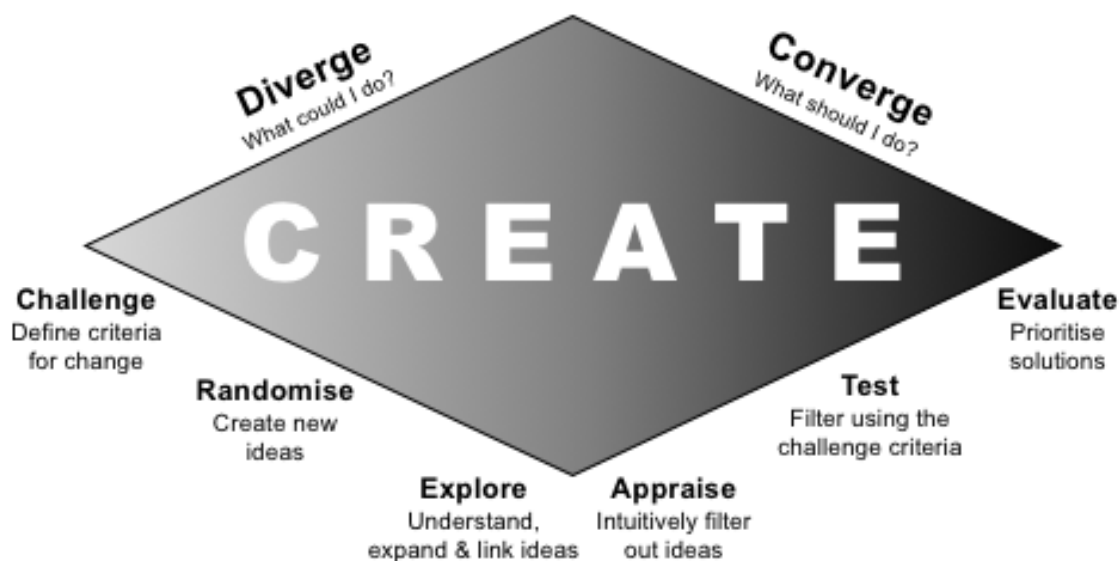 Diverge
What could I do?
Converge
What should I do?
CREATE
Challenge
Define criteria
for change
Randomise
Create new
ideas
Explore
Understand,
expand & link ideas
Appraise
Intuitively filter
out ideas
Test
Filter using the
challenge criteria
Evaluate
Prioritise
solutions